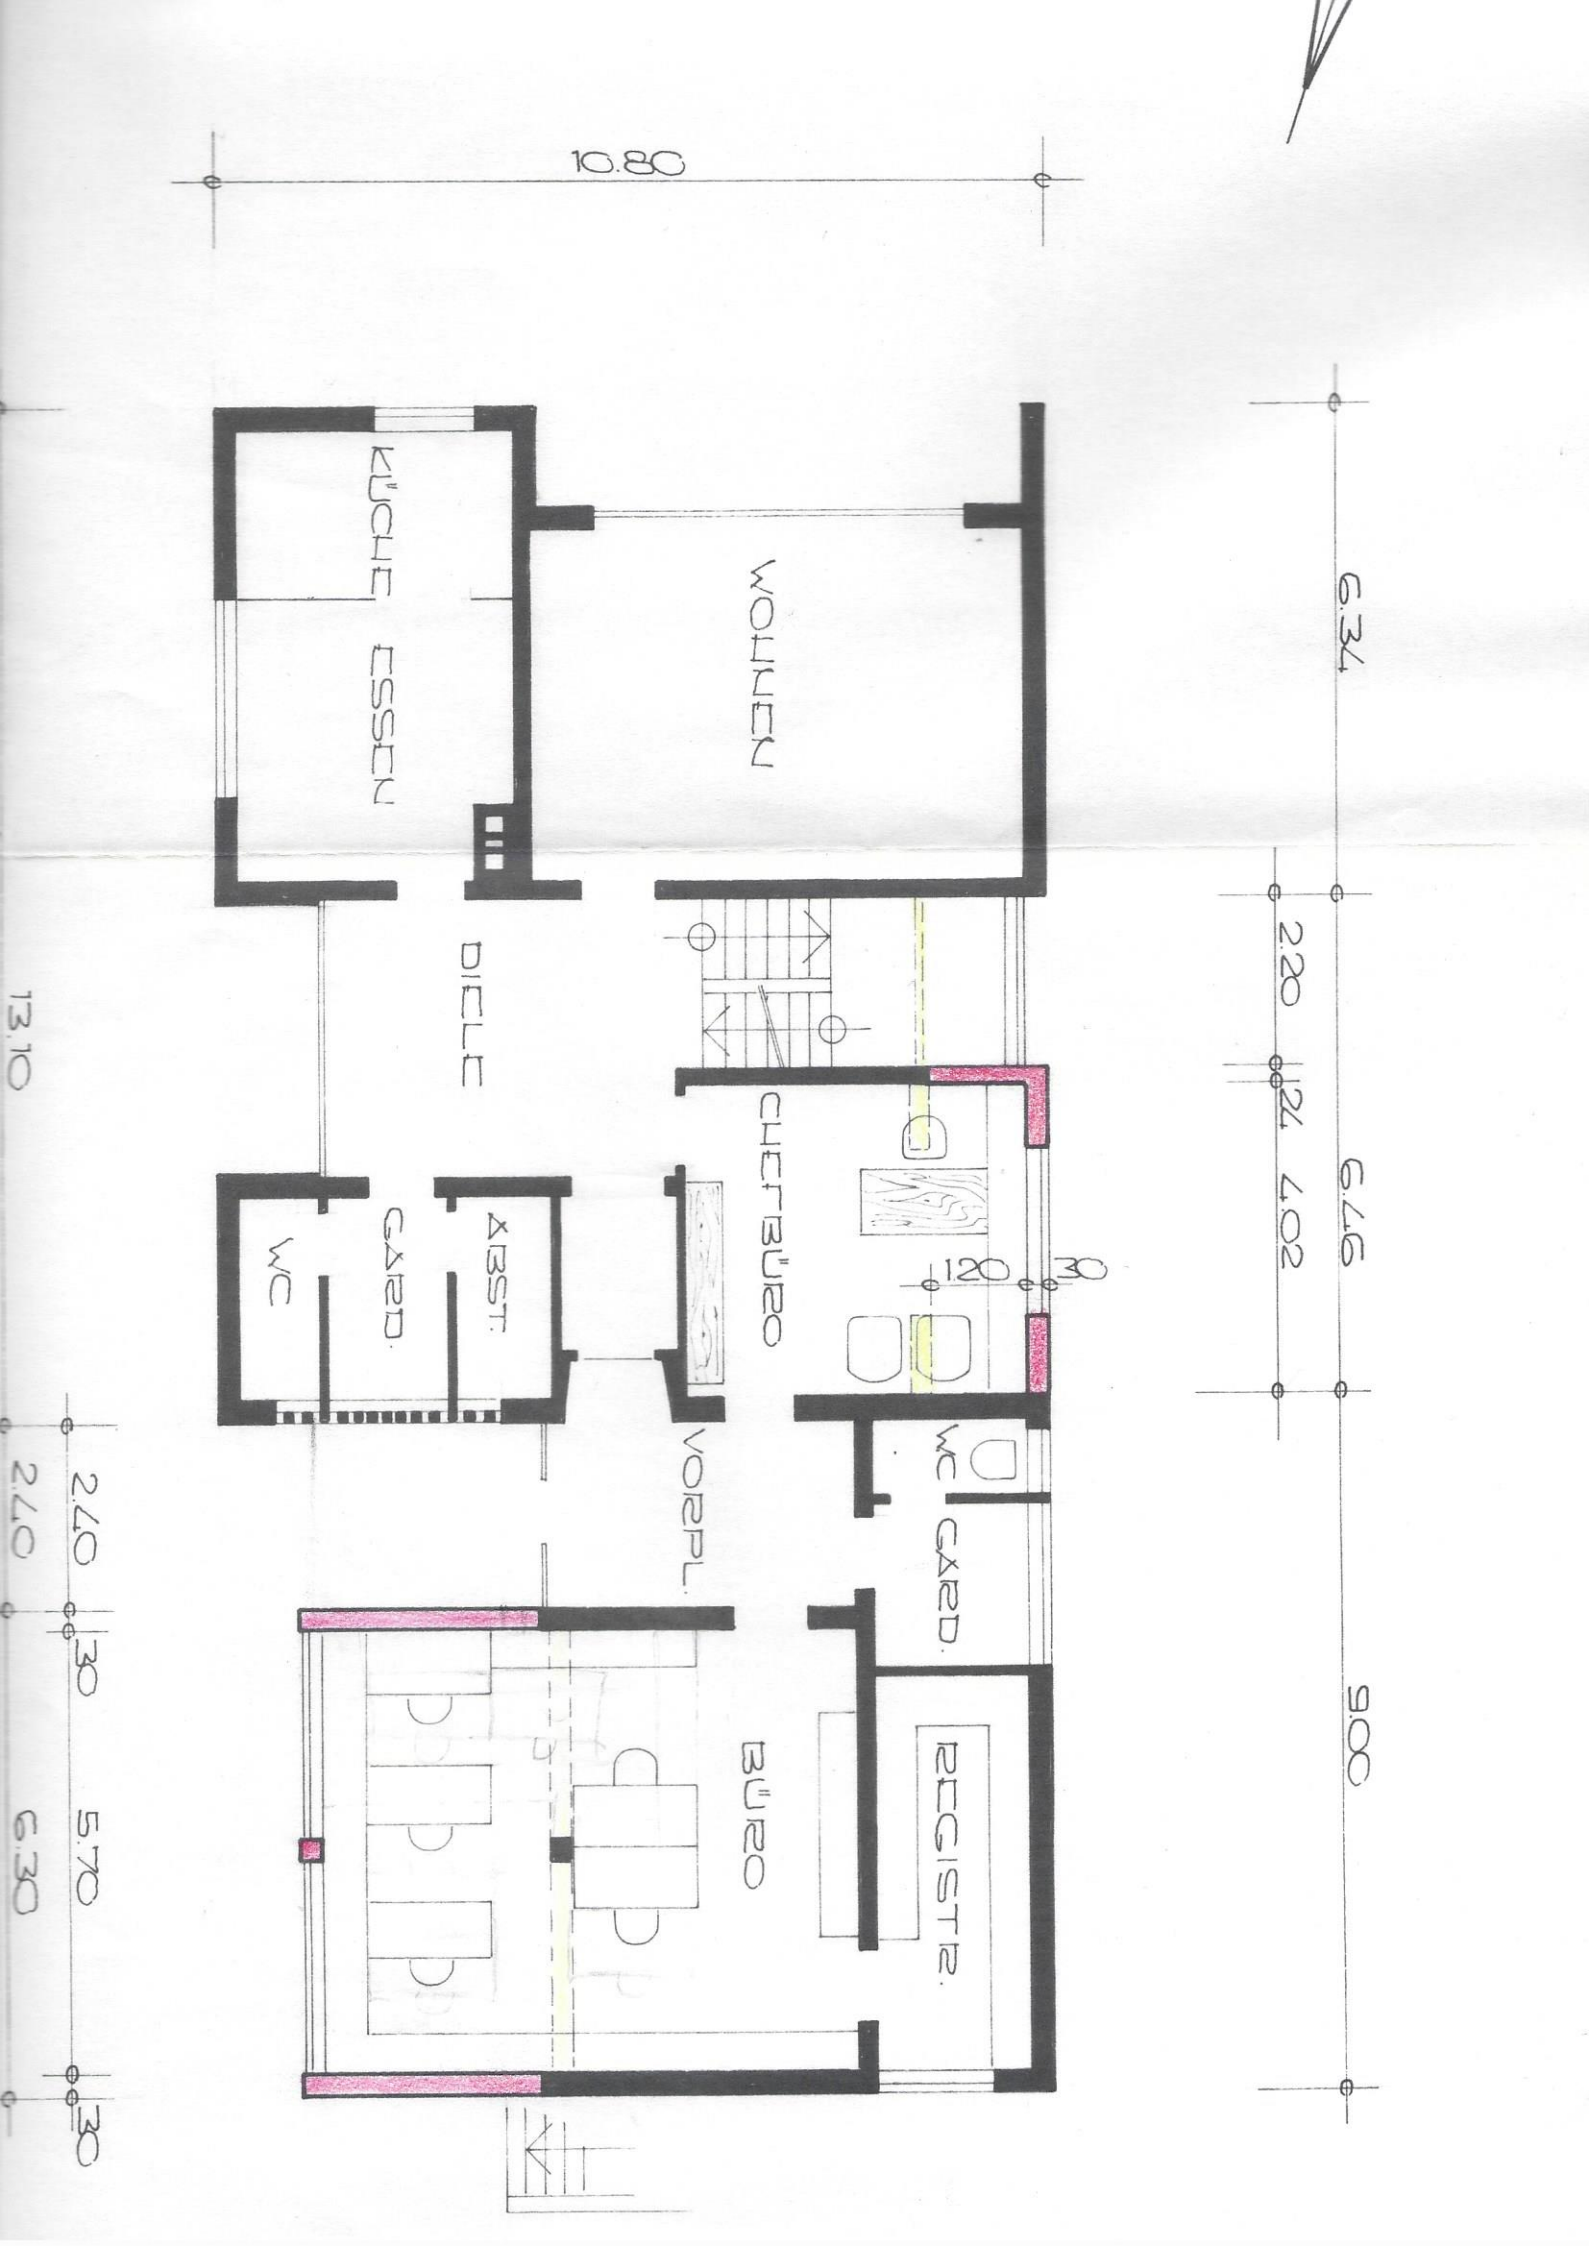 10.80
KÜCHE
ESSEN
WOHNEN
6.34
DIELE
2.20
24
4.02
6.46
CHEFBÜRO
1.20
30
WC
GARD.
ABST.
VORPL.
WC
GARD.
13.10
2.40
2.40
30
BÜRO
REGISTR.
9.00
5.70
6.30
30